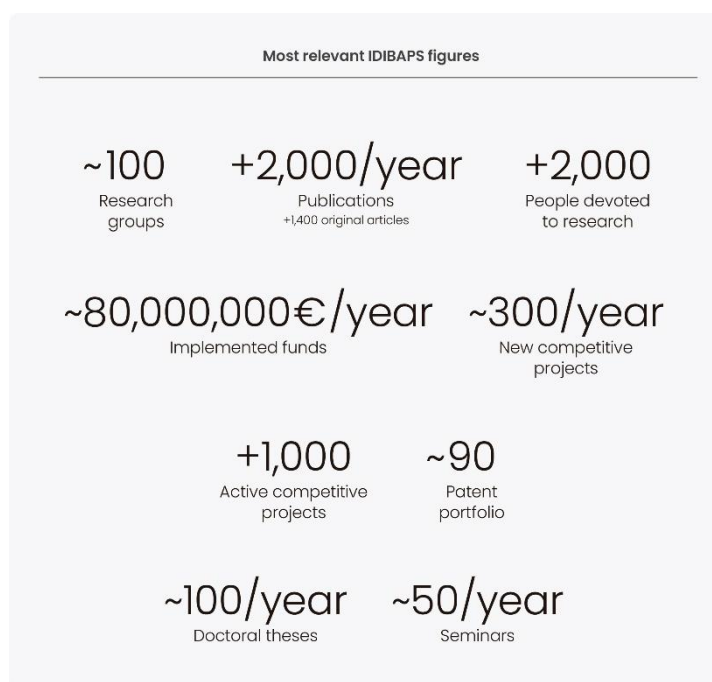 Most relevant IDIBAPS figures
~100
Research
groups
+2,000/year
Publications
+1,400 original articles
+2,000
People devoted
to research
~80,000,000€/year
Implemented funds
~300/year
New competitive
projects
+1,000
Active competitive
projects
~90
Patent
portfolio
~100/year
Doctoral theses
~50/year
Seminars